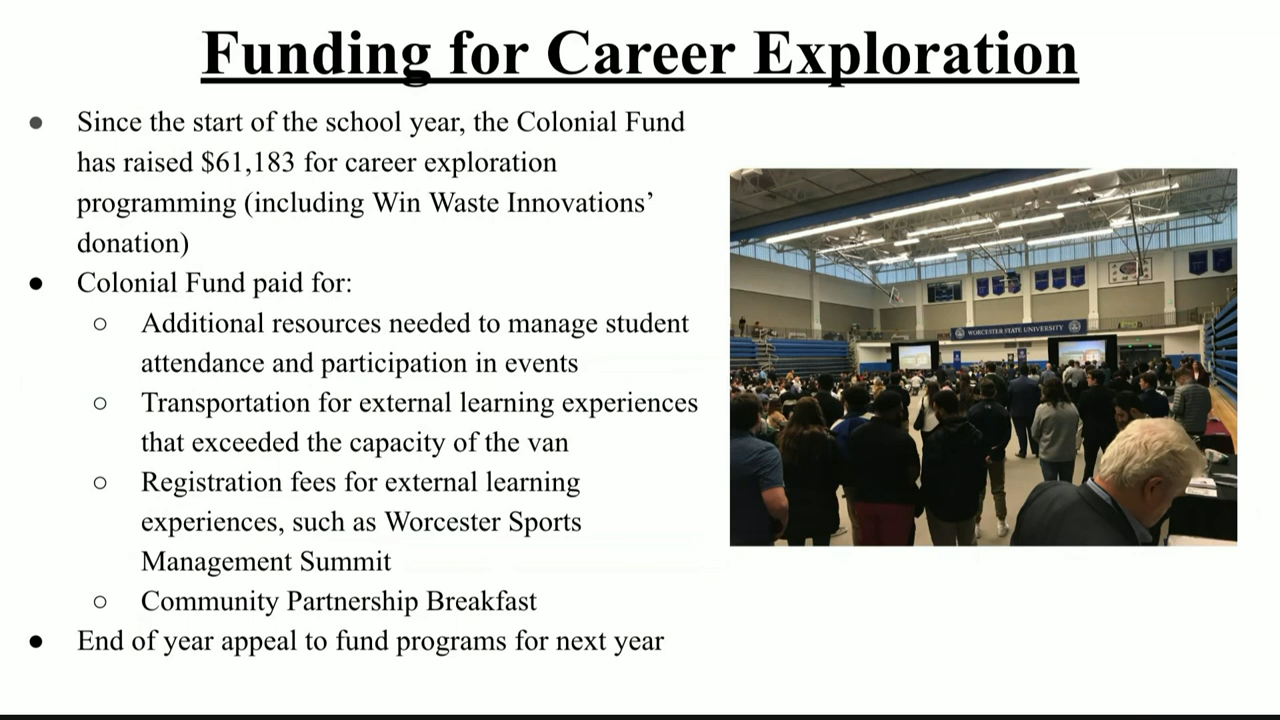 Funding for Career Exploration
● Since the start of the school year, the Colonial Fund
has raised $61,183 for career exploration
programming (including Win Waste Innovations’
donation)
● Colonial Fund paid for:
○ Additional resources needed to manage student
attendance and participation in events
○ Transportation for external learning experiences
that exceeded the capacity of the van
○ Registration fees for external learning
experiences, such as Worcester Sports
Management Summit
○ Community Partnership Breakfast
● End of year appeal to fund programs for next year
WORCESTER STATE UNIVERSITY